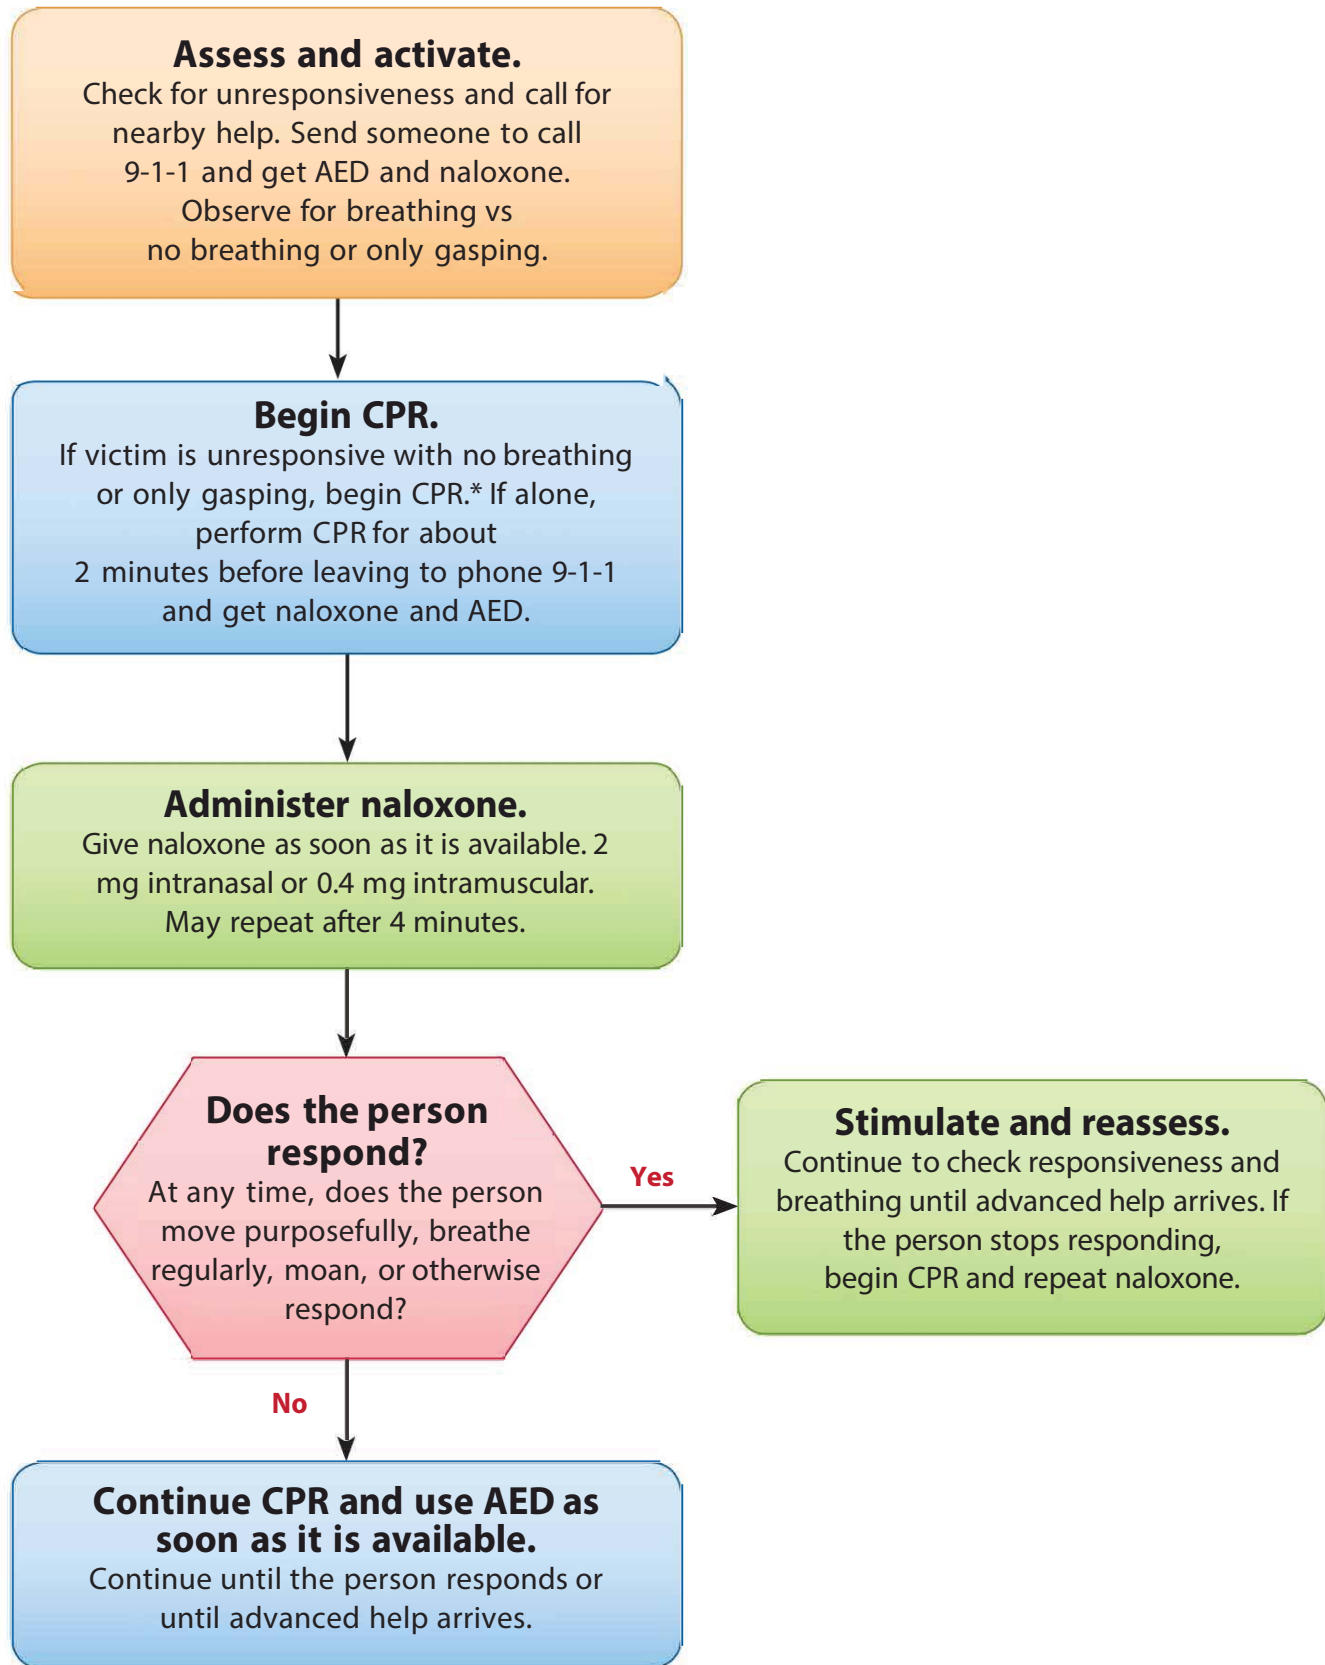 Assess and activate.
Check for unresponsiveness and call for
nearby help. Send someone to call
9-1-1 and get AED and naloxone.
Observe for breathing vs
no breathing or only gasping.
Begin CPR.
If victim is unresponsive with no breathing
or only gasping, begin CPR.* If alone,
perform CPR for about
2 minutes before leaving to phone 9-1-1
and get naloxone and AED.
Administer naloxone.
Give naloxone as soon as it is available. 2
mg intranasal or 0.4 mg intramuscular.
May repeat after 4 minutes.
Does the person
respond?
At any time, does the person
move purposefully, breathe
regularly, moan, or otherwise
respond?
Yes
Stimulate and reassess.
Continue to check responsiveness and
breathing until advanced help arrives. If
the person stops responding,
begin CPR and repeat naloxone.
No
Continue CPR and use AED as
soon as it is available.
Continue until the person responds or
until advanced help arrives.